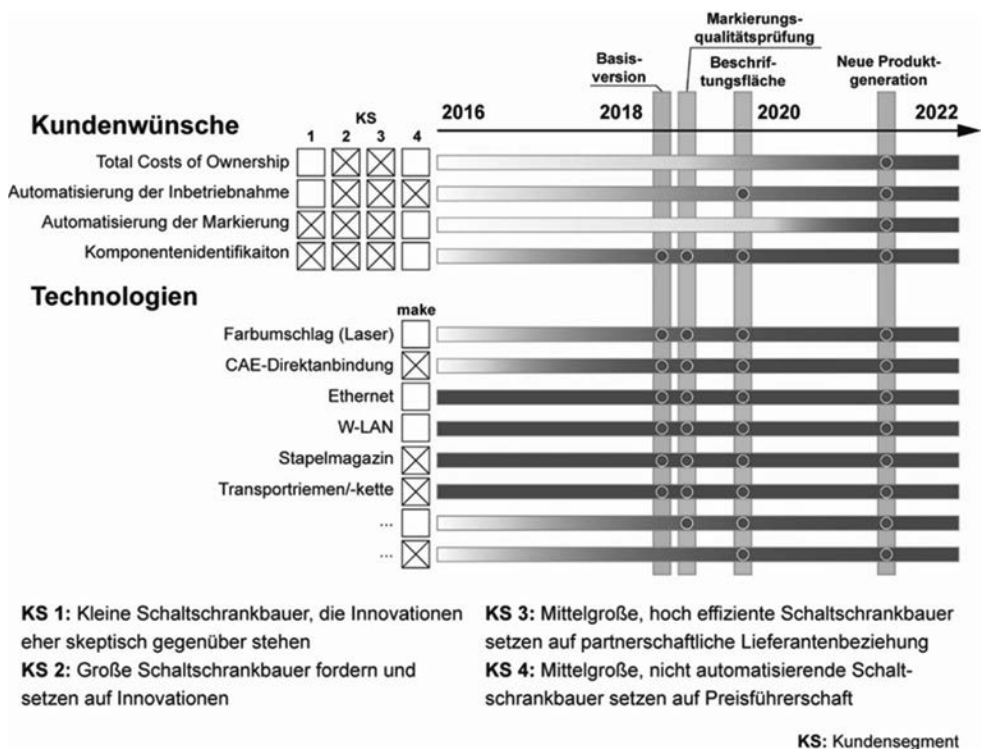 Markierungs-
qualitätsprüfung
Basis-
version
Beschrif-
tungsfläche
Neue Produkt-
generation
2016 2018 2020 2022
Kundenwünsche
KS
1 2 3 4
Total Costs of Ownership
Automatisierung der Inbetriebnahme
Automatisierung der Markierung
Komponentenidentifikaiton
Technologien
make
Farbumschlag (Laser)
CAE-Direktanbindung
Ethernet
W-LAN
Stapelmagazin
Transportriemen/-kette
...
...
KS 1: Kleine Schaltschrankbauer, die Innovationen
eher skeptisch gegenüber stehen
KS 2: Große Schaltschrankbauer fordern und
setzen auf Innovationen
KS 3: Mittelgroße, hoch effiziente Schaltschrankbauer
setzen auf partnerschaftliche Lieferantenbeziehung
KS 4: Mittelgroße, nicht automatisierende Schalt-
schrankbauer setzen auf Preisführerschaft
KS: Kundensegment